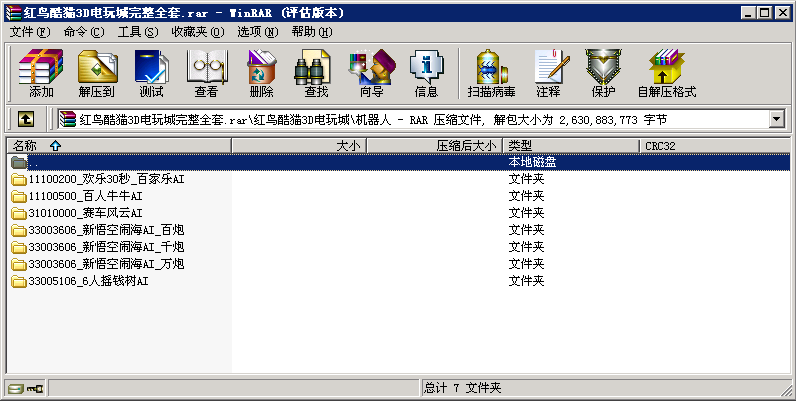 红鸟酷猫3D电玩城完整全套.rar - WinRAR (评估版本)
文件(F) 命令(C) 工具(S) 收藏夹(O) 选项(N) 帮助(H)
添加 解压到 测试 查看 删除 查找 向导 信息 扫描病毒 注释 保护 自解压格式
红鸟酷猫3D电玩城完整全套.rar\红鸟酷猫3D电玩城\机器人 - RAR 压缩文件, 解包大小为 2,630,883,773 字节
名称 大小 压缩后大小 类型 CRC32
.. 本地磁盘
11100200_欢乐30秒_百家乐AI 文件夹
11100500_百人牛牛AI 文件夹
31010000_赛车风云AI 文件夹
33003606_新悟空闹海AI_百炮 文件夹
33003606_新悟空闹海AI_千炮 文件夹
33003606_新悟空闹海AI_万炮 文件夹
33005106_6人摇钱树AI 文件夹
总计 7 文件夹